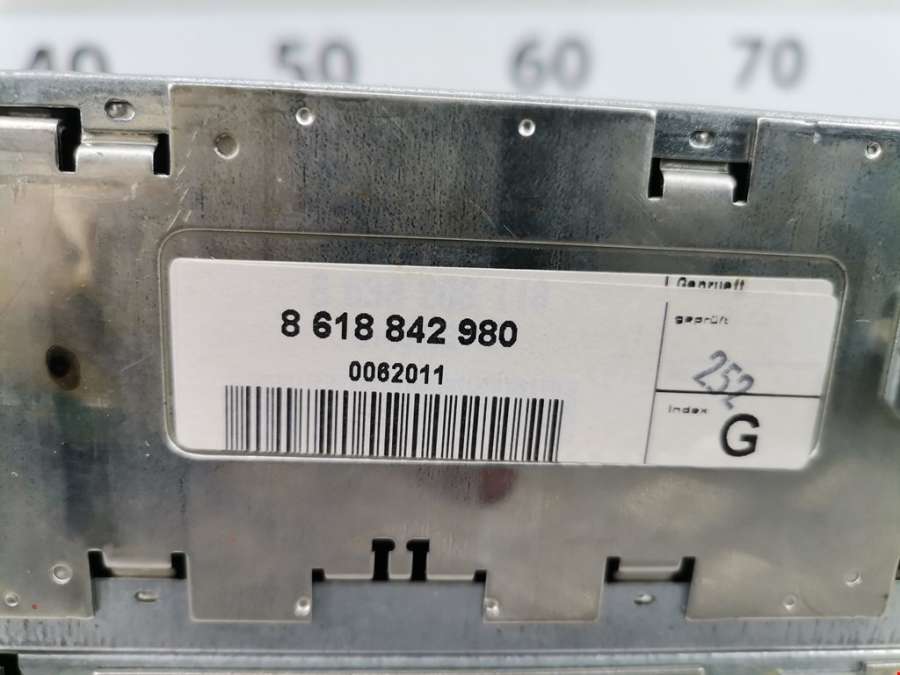 40 50 60 70
Geprueft
8 618 842 980
geprüft
252
0062011
Index
G